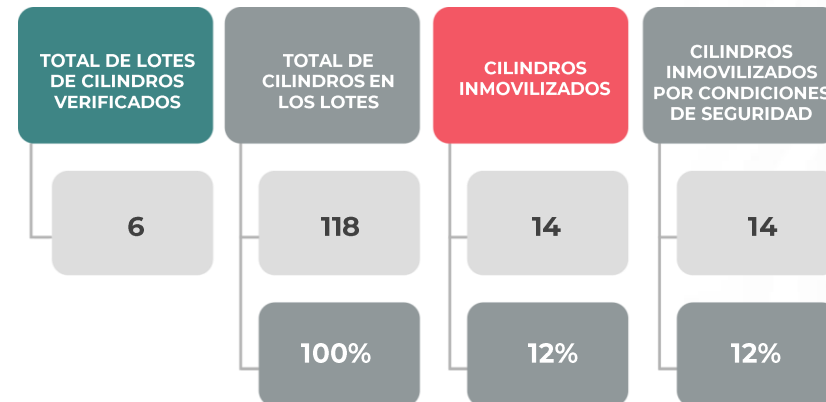 TOTAL DE LOTES
DE CILINDROS
VERIFICADOS
6
TOTAL DE
CILINDROS EN
LOS LOTES
118
100%
CILINDROS
INMOVILIZADOS
14
12%
CILINDROS
INMOVILIZADOS
POR CONDICIONES
DE SEGURIDAD
14
12%